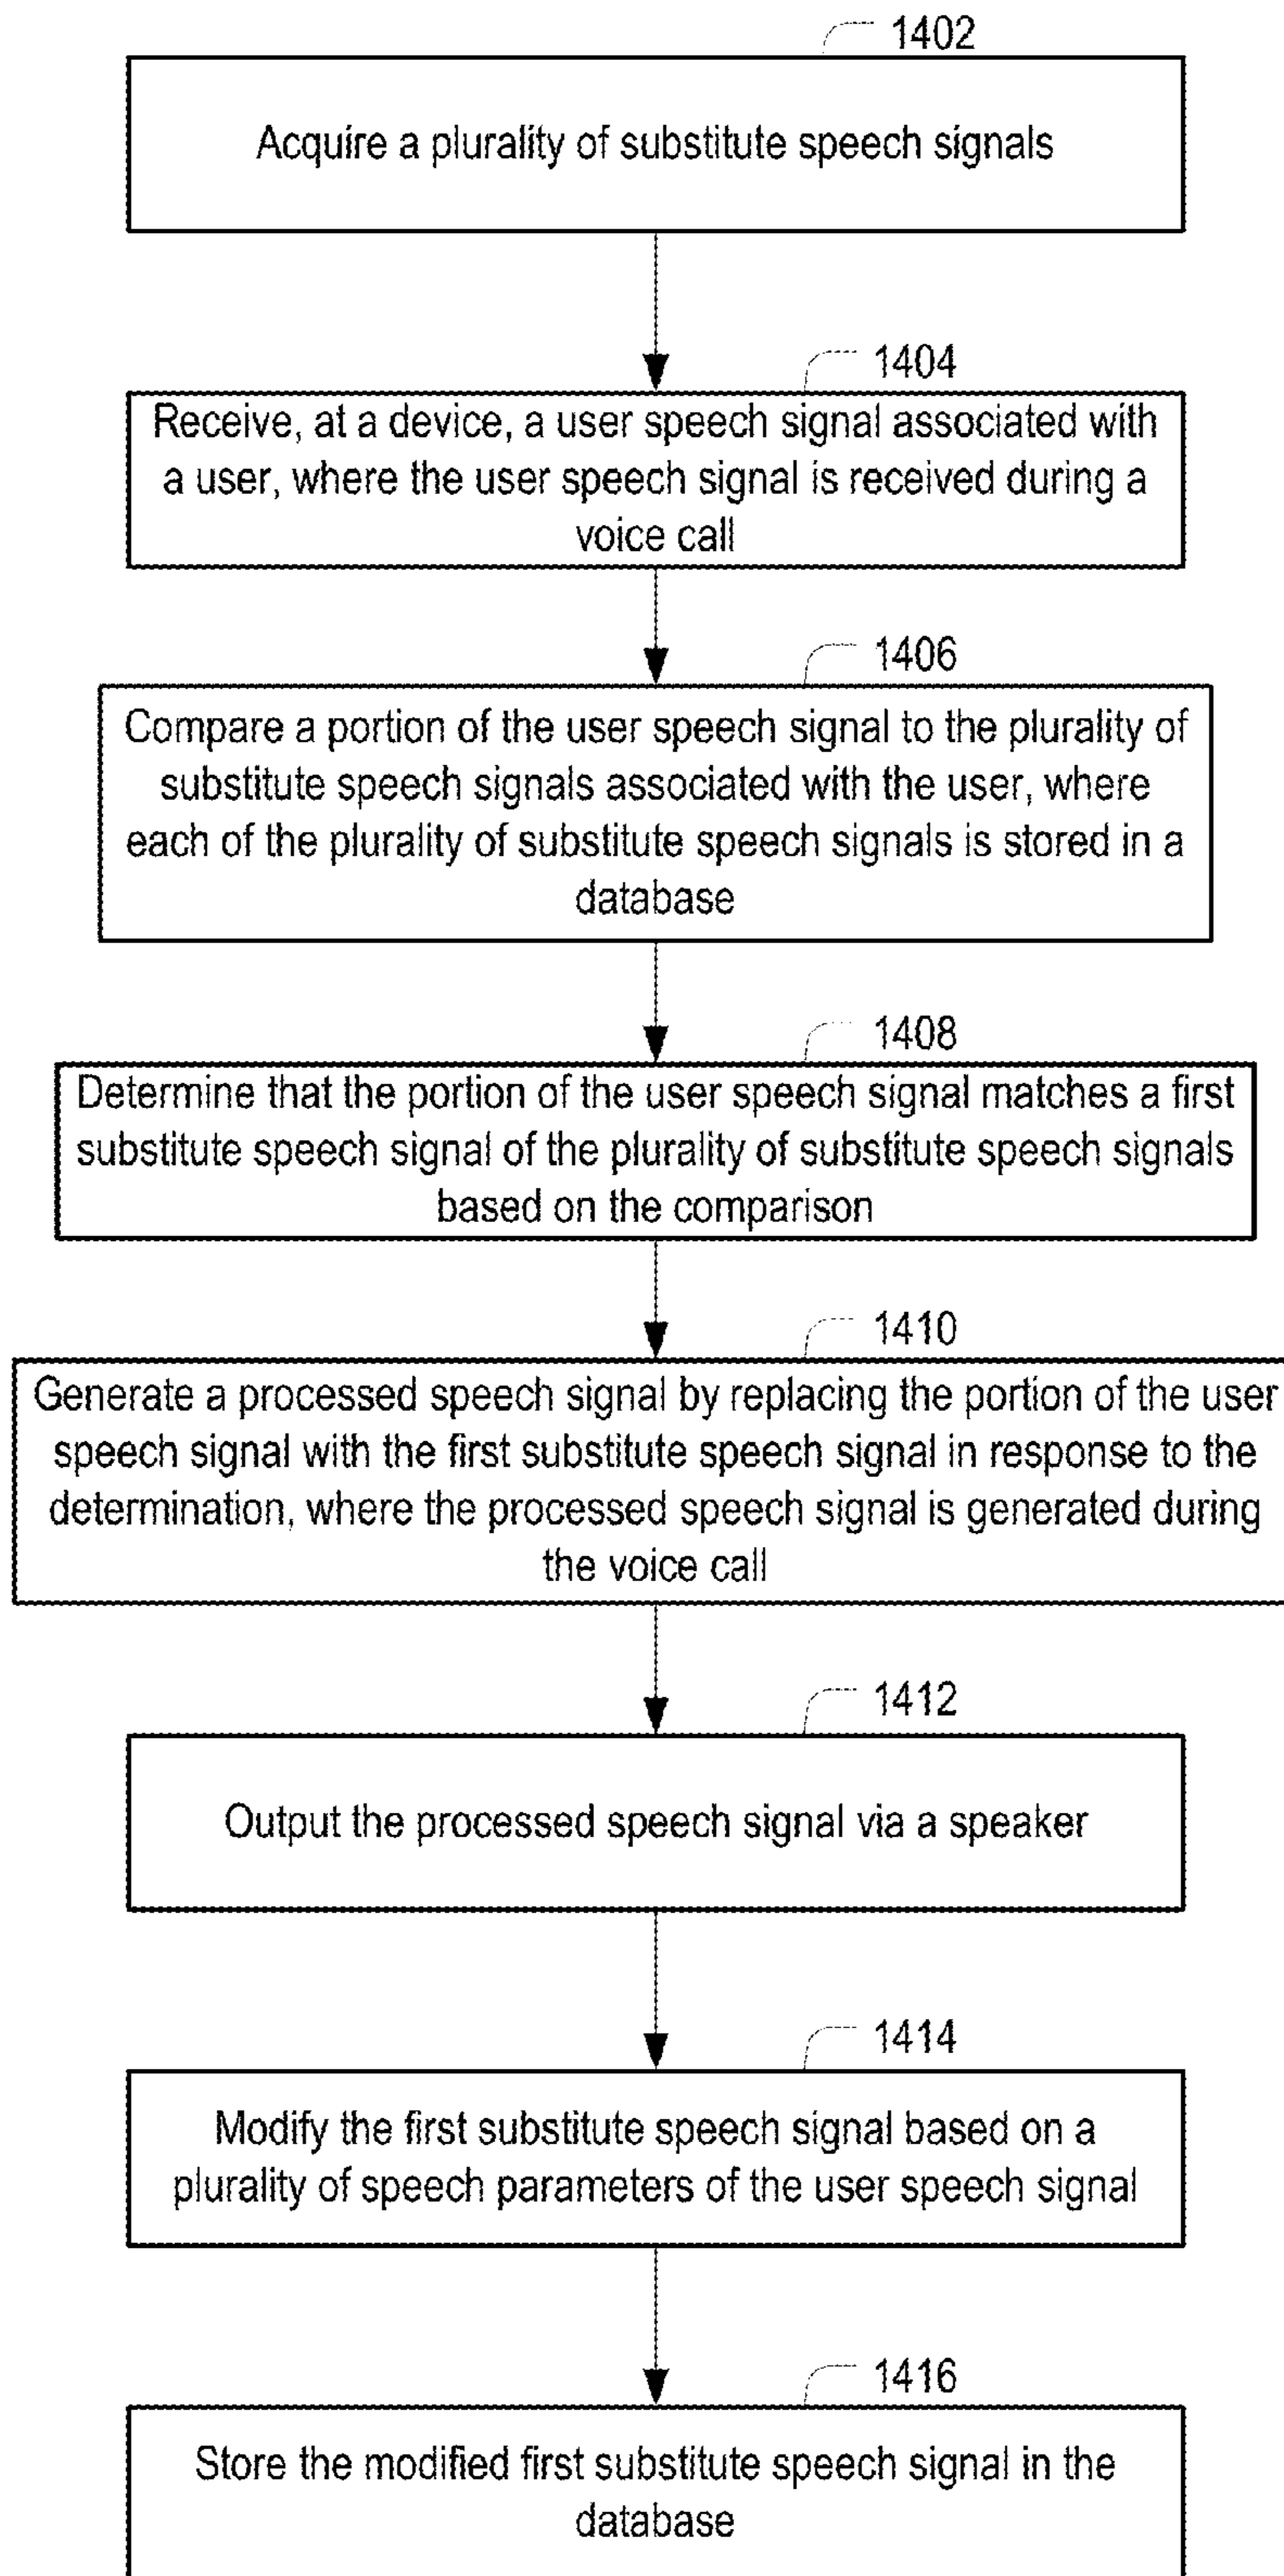 1402
Acquire a plurality of substitute speech signals
1404
Receive, at a device, a user speech signal associated with
a user, where the user speech signal is received during a
voice call
1406
Compare a portion of the user speech signal to the plurality of
substitute speech signals associated with the user, where
each of the plurality of substitute speech signals is stored in a
database
1408
Determine that the portion of the user speech signal matches a first
substitute speech signal of the plurality of substitute speech signals
based on the comparison
1410
Generate a processed speech signal by replacing the portion of the user
speech signal with the first substitute speech signal in response to the
determination, where the processed speech signal is generated during
the voice call
1412
Output the processed speech signal via a speaker
1414
Modify the first substitute speech signal based on a
plurality of speech parameters of the user speech signal
1416
Store the modified first substitute speech signal in the
database